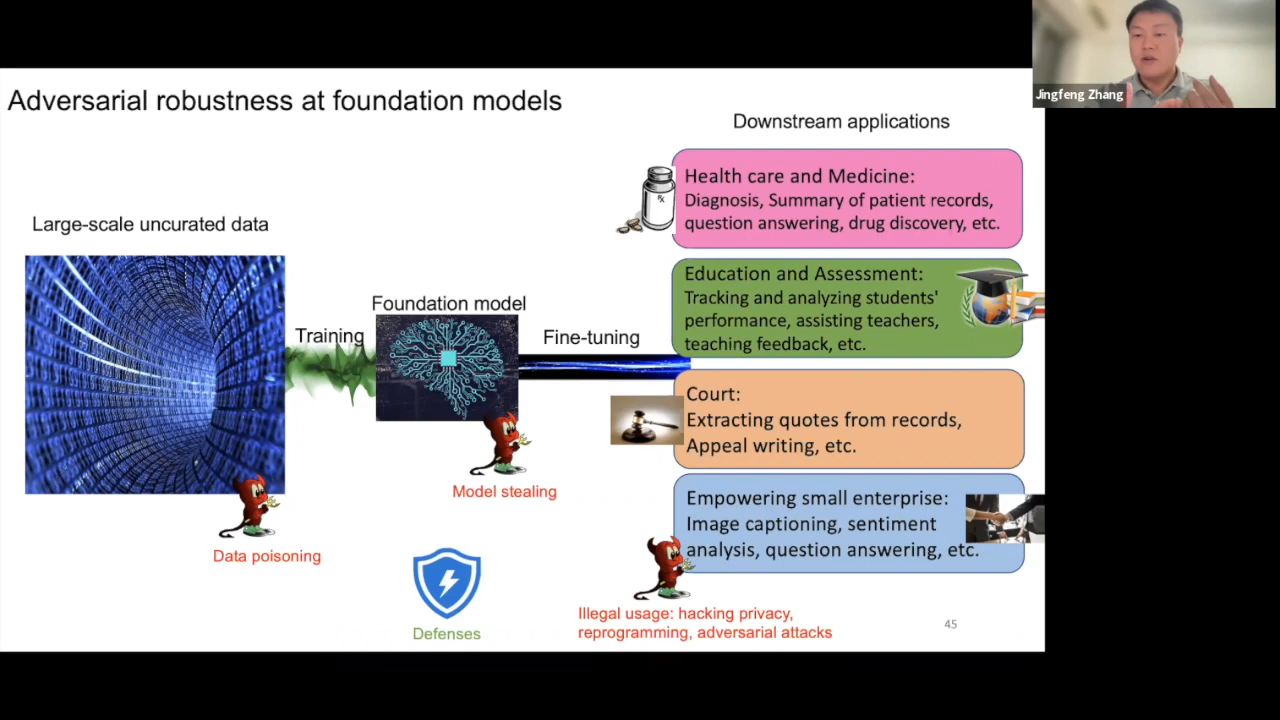 Jingfeng Zhang
Adversarial robustness at foundation models
Downstream applications
Large-scale uncurated data
Training
Foundation model
Fine-tuning
Rx
Health care and Medicine:
Diagnosis, Summary of patient records,
question answering, drug discovery, etc.
Education and Assessment:
Tracking and analyzing students'
performance, assisting teachers,
teaching feedback, etc.
Court:
Extracting quotes from records,
Appeal writing, etc.
Empowering small enterprise:
Image captioning, sentiment
analysis, question answering, etc.
Model stealing
Data poisoning
Defenses
Illegal usage: hacking privacy,
reprogramming, adversarial attacks
45